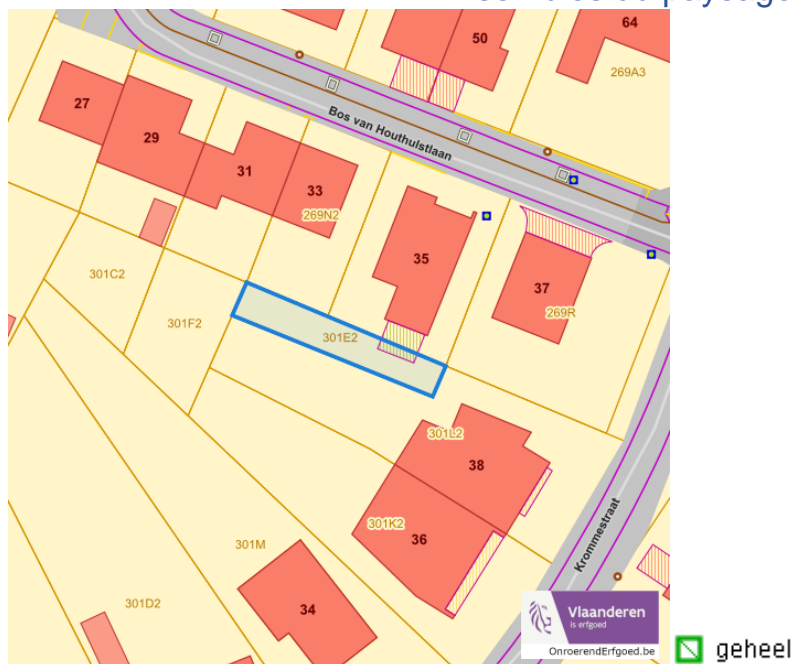 50
64
269A3
27
29
Bos van Houthulstlaan
31
33
269N2
35
37
269R
301C2
301F2
301E2
301L2
38
301K2
36
301M
34
301D2
Krommestraat
Vlaanderen
is erfgoed
OnroerendErfgoed.be
geheel